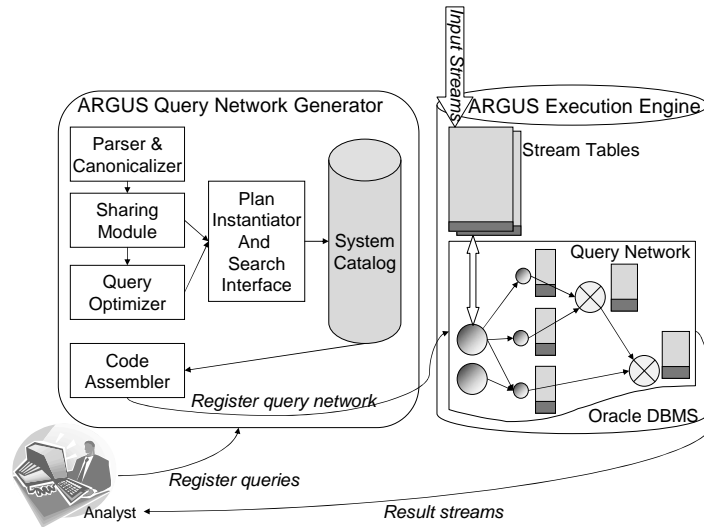 Input Streams
ARGUS Query Network Generator
ARGUS Execution Engine
Parser &
Canonicalizer
Stream Tables
Plan
Instantiator
And
Search
Interface
Sharing
Module
System
Catalog
Query Network
Query
Optimizer
Code
Assembler
Register query network
Oracle DBMS
Register queries
Analyst
Result streams